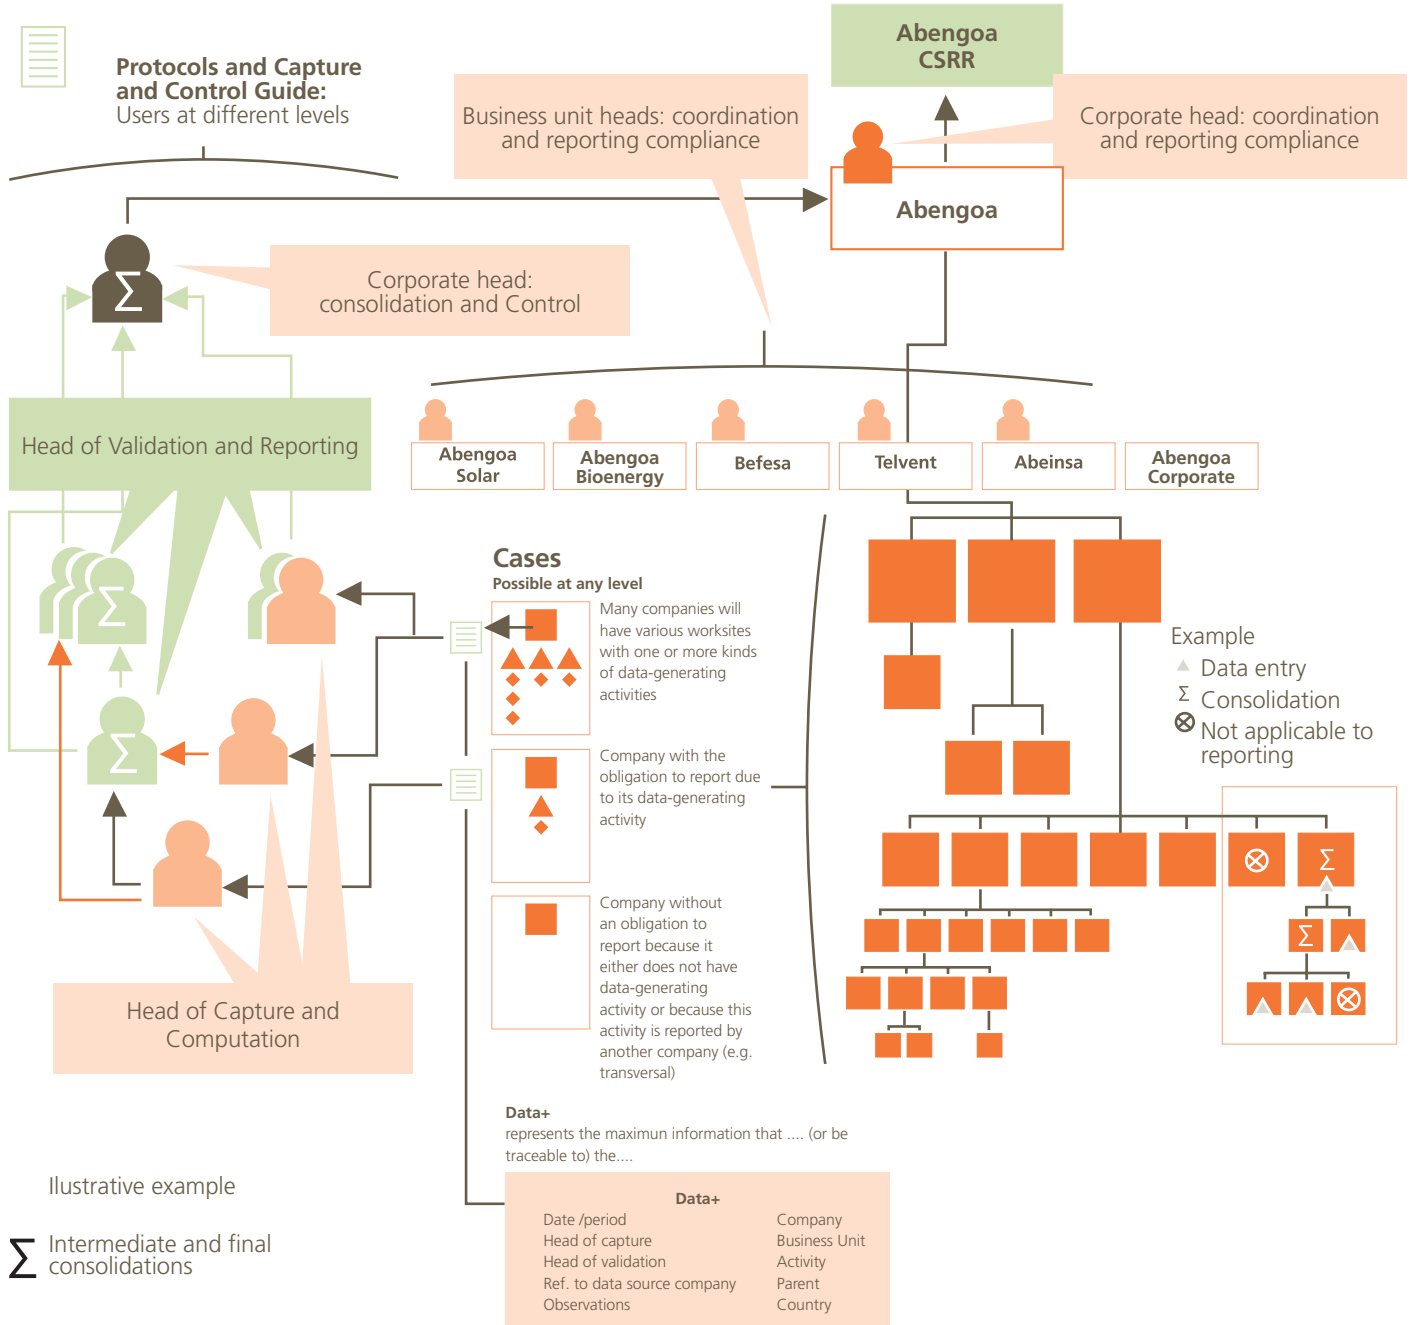 Protocols and Capture
and Control Guide:
Users at different levels
Abengoa
CSRR
Business unit heads: coordination
and reporting compliance
Corporate head: coordination
and reporting compliance
Abengoa
Σ
Corporate head:
consolidation and Control
Head of Validation and Reporting
Abengoa
Solar
Abengoa
Bioenergy
Befesa
Telvent
Abeinsa
Abengoa
Corporate
Σ
Σ
Cases
Possible at any level
Many companies will
have various worksites
with one or more kinds
of data-generating
activities
Company with the
obligation to report due
to its data-generating
activity
Company without
an obligation to
report because it
either does not have
data-generating
activity or because this
activity is reported by
another company (e.g.
transversal)
Example
Data entry
Σ Consolidation
Not applicable to
reporting
Σ
Σ
Head of Capture and
Computation
Data+
represents the maximun information that .... (or be
traceable to) the....
Data+
Date /period
Head of capture
Head of validation
Ref. to data source company
Observations
Company
Business Unit
Activity
Parent
Country
Ilustrative example
Σ Intermediate and final
consolidations